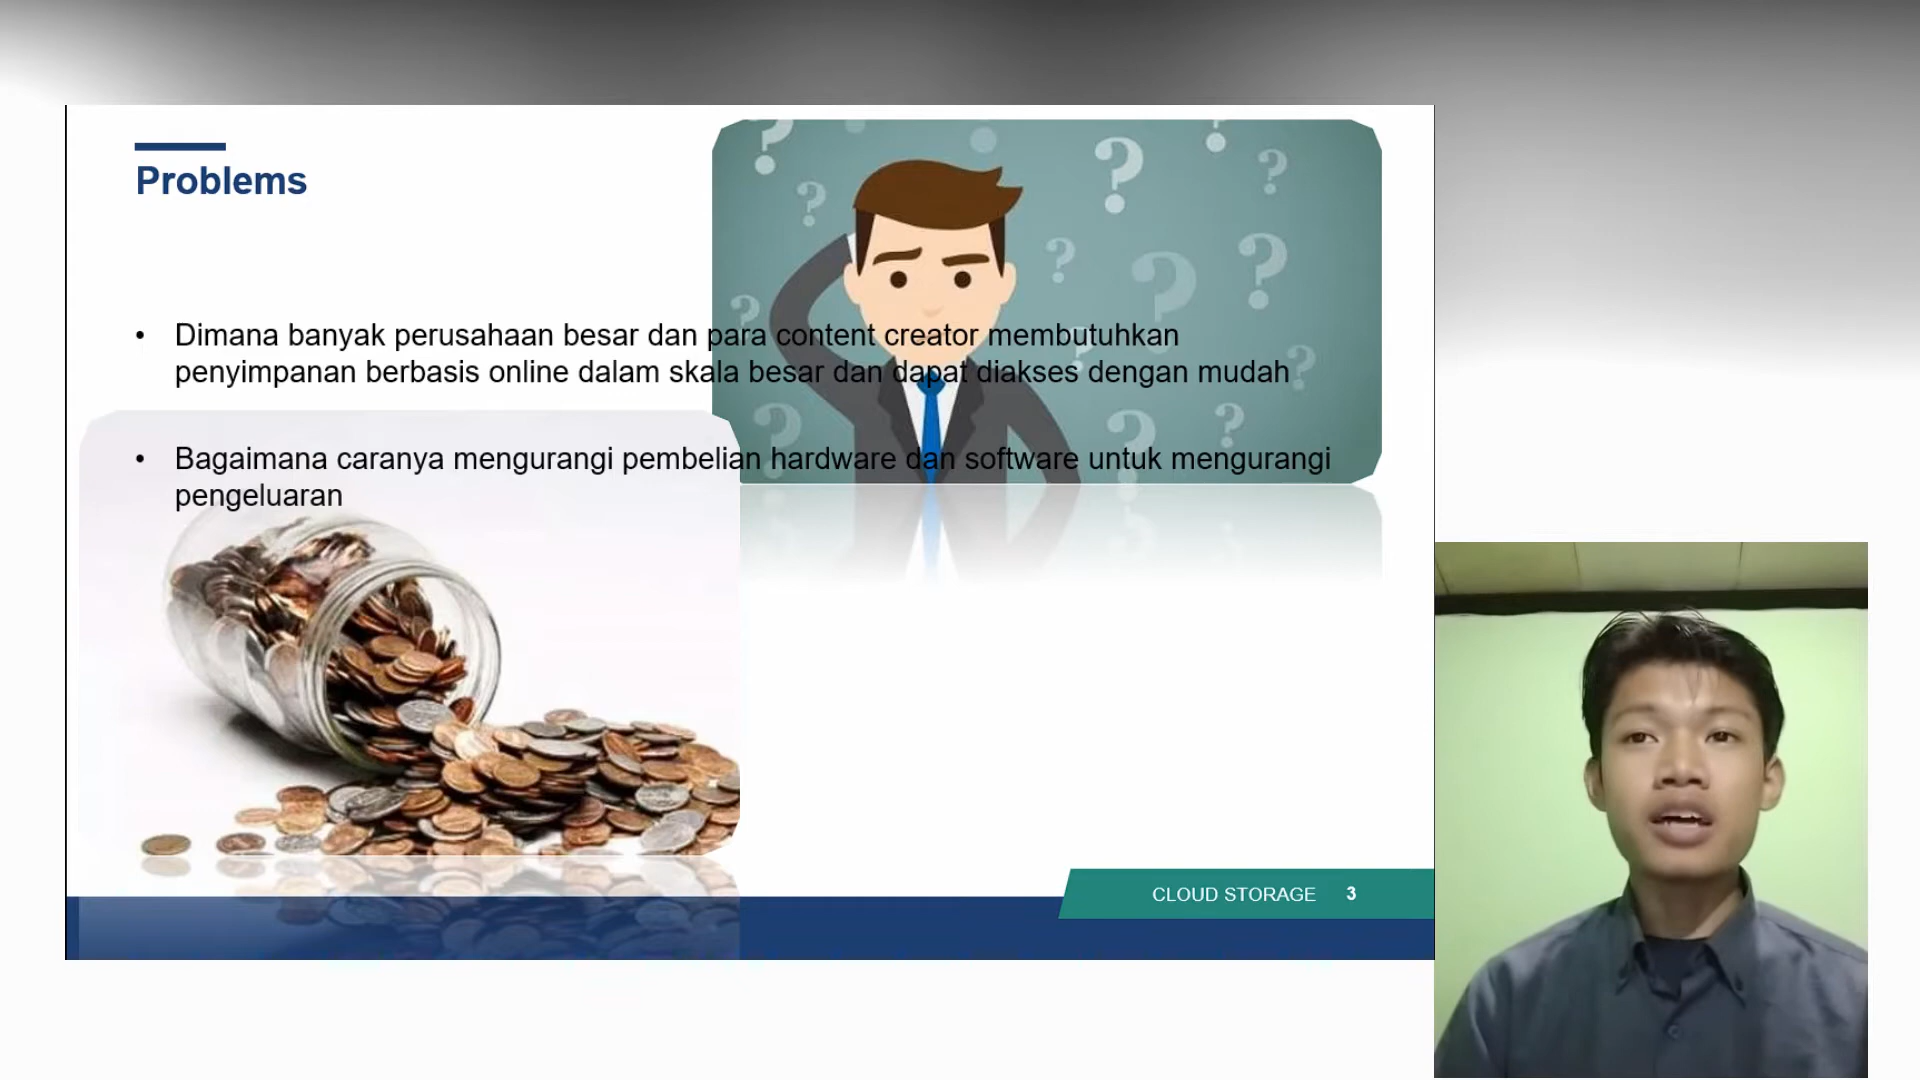 Problems
• Dimana banyak perusahaan besar dan para content creator membutuhkan
penyimpanan berbasis online dalam skala besar dan dapat diakses dengan mudah
• Bagaimana caranya mengurangi pembelian hardware dan software untuk mengurangi
pengeluaran
CLOUD STORAGE 3